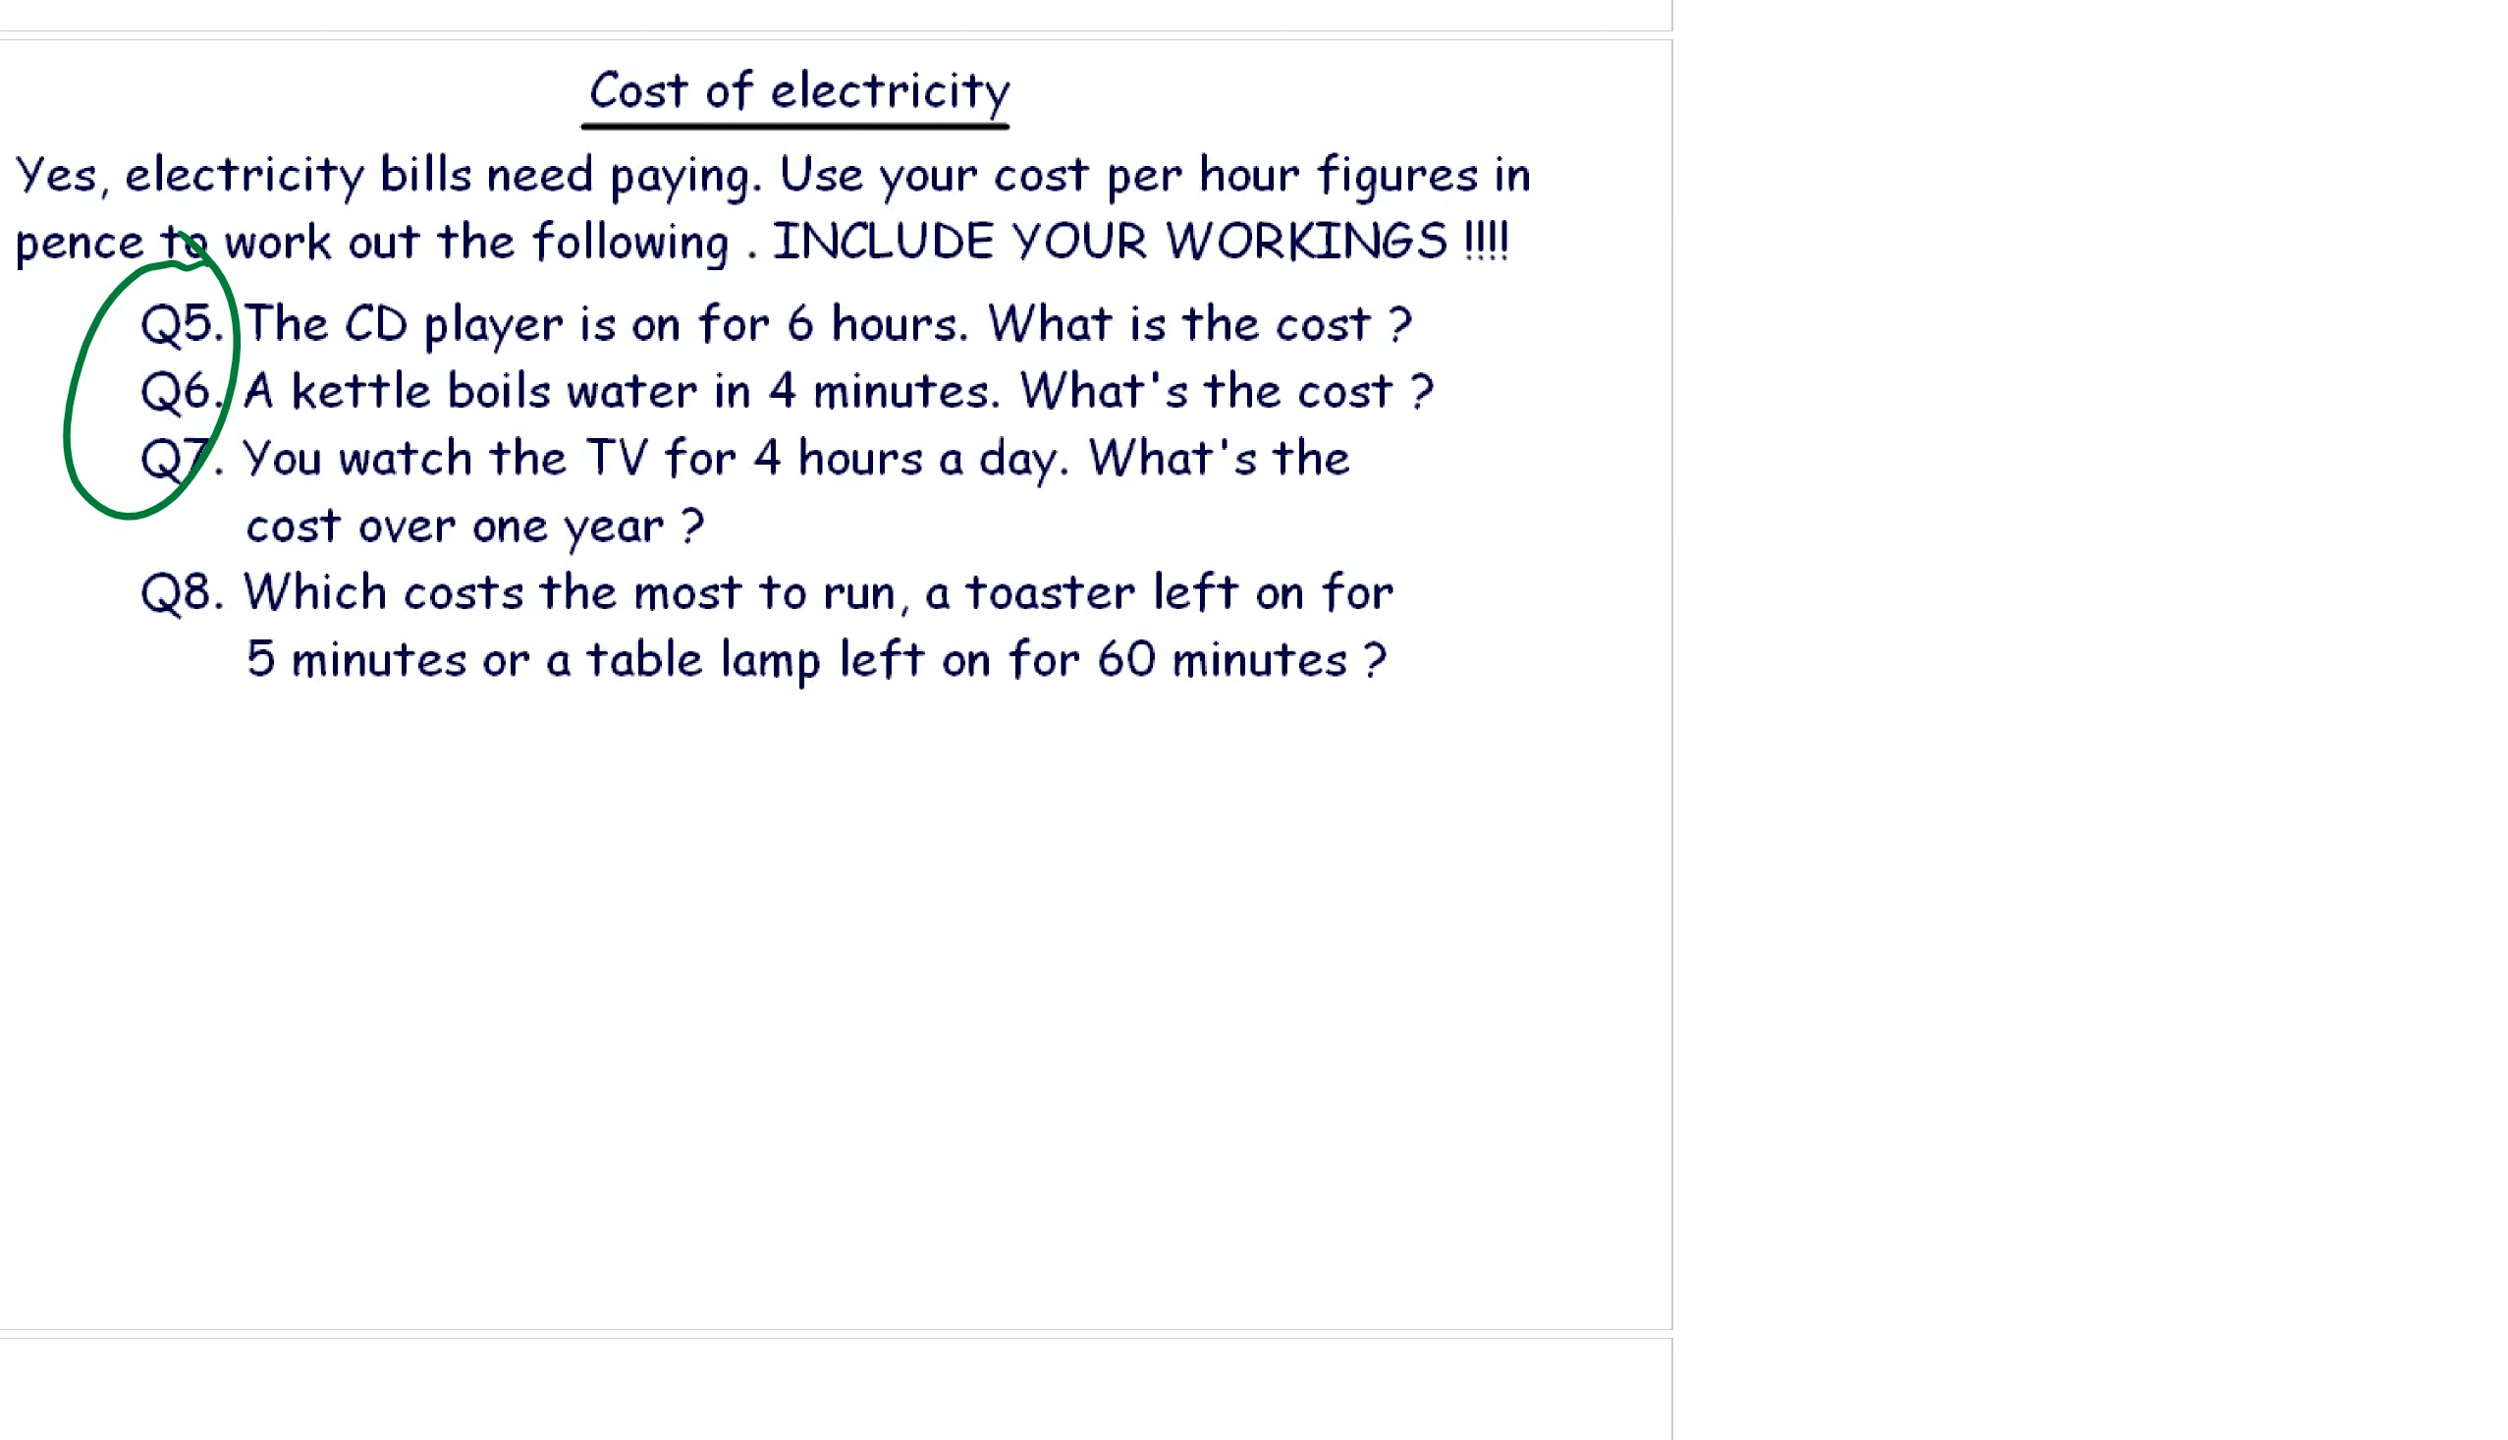 Cost of electricity
Yes, electricity bills need paying. Use your cost per hour figures in
pence to work out the following . INCLUDE YOUR WORKINGS !!!!
Q5. The CD player is on for 6 hours. What is the cost ?
Q6. A kettle boils water in 4 minutes. What's the cost ?
Q7. You watch the TV for 4 hours a day. What's the
cost over one year ?
Q8. Which costs the most to run, a toaster left on for
5 minutes or a table lamp left on for 60 minutes ?